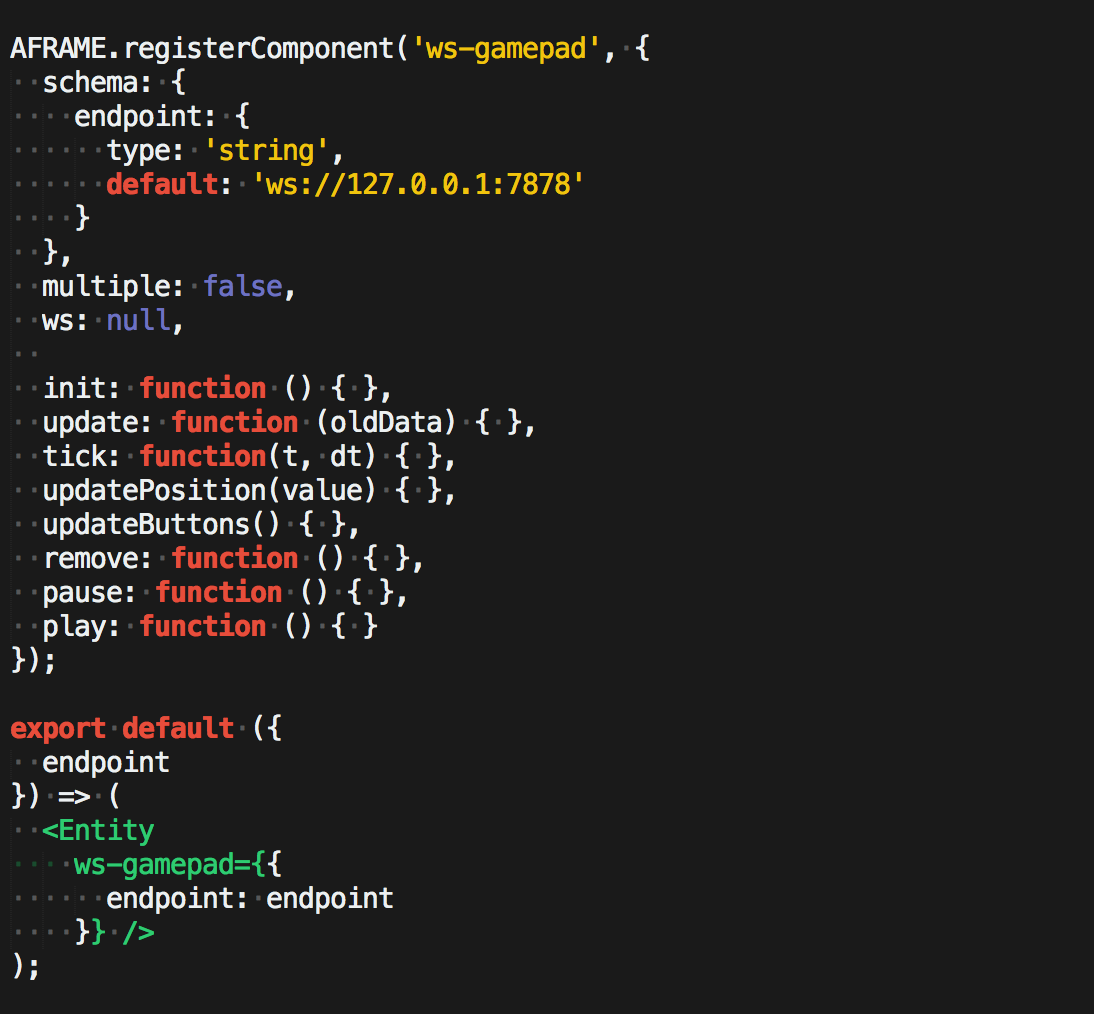 AFRAME.registerComponent('ws-gamepad', {
  schema: {
    endpoint: {
      type: 'string',
      default: 'ws://127.0.0.1:7878'
    }
  },
  multiple: false,
  ws: null,
  
  init: function () { },
  update: function (oldData) { },
  tick: function(t, dt) { },
  updatePosition(value) { },
  updateButtons() { },
  remove: function () { },
  pause: function () { },
  play: function () { }
});

export default ({
  endpoint
}) => (
  <Entity
    ws-gamepad={{
      endpoint: endpoint
    }} />
);